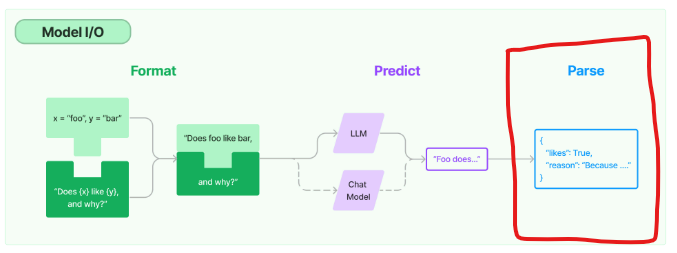 Model I/O
Format
Predict
Parse
x = "foo", y = "bar"
"Does {x} like {y},
and why?"
"Does foo like bar,
and why?"
LLM
Chat
Model
"Foo does..."
{
"likes": True,
"reason": "Because ...."
}